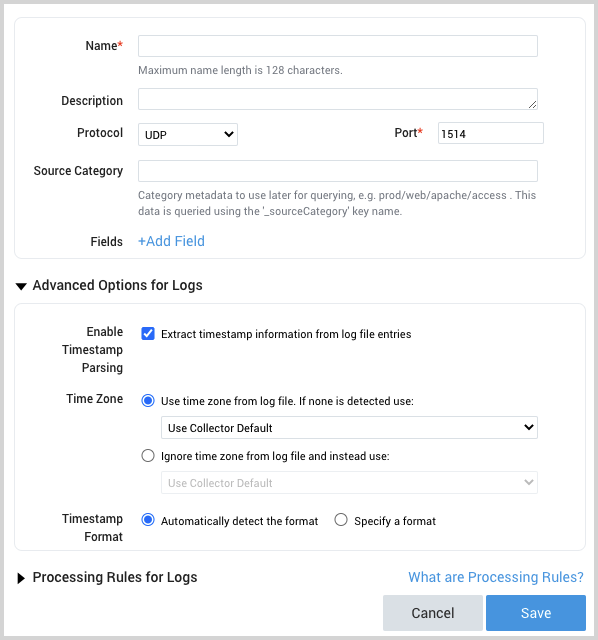 Name*
Maximum name length is 128 characters.
Description
Protocol UDP Port* 1514
Source Category
Category metadata to use later for querying, e.g. prod/web/apache/access . This
data is queried using the '_sourceCategory' key name.
Fields +Add Field
Advanced Options for Logs
Enable
Timestamp
Parsing
Extract timestamp information from log file entries
Time Zone Use time zone from log file. If none is detected use:
Use Collector Default
Ignore time zone from log file and instead use:
Use Collector Default
Timestamp
Format
Automatically detect the format Specify a format
Processing Rules for Logs What are Processing Rules?
Cancel Save